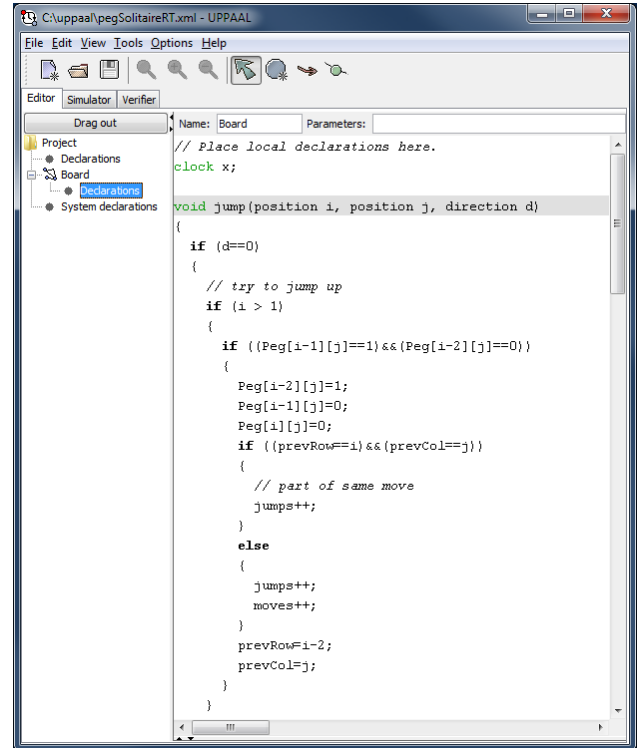 C:\uppaal\pegSolitaireRT.xml - UPPAAL
File Edit View Tools Options Help
Editor Simulator Verifier
Drag out
Name: Board Parameters:
Project
Declarations
Board
Declarations
System declarations
// Place local declarations here.
clock x;
void jump(position i, position j, direction d)
{
if (d==0)
{
// try to jump up
if (i > 1)
{
if ((Peg[i-1][j]==1)&&(Peg[i-2][j]==0))
{
Peg[i-2][j]=1;
Peg[i-1][j]=0;
Peg[i][j]=0;
if ((prevRow==i)&&(prevCol==j))
{
// part of same move
jumps++;
}
else
{
jumps++;
moves++;
}
prevRow=i-2;
prevCol=j;
}
}